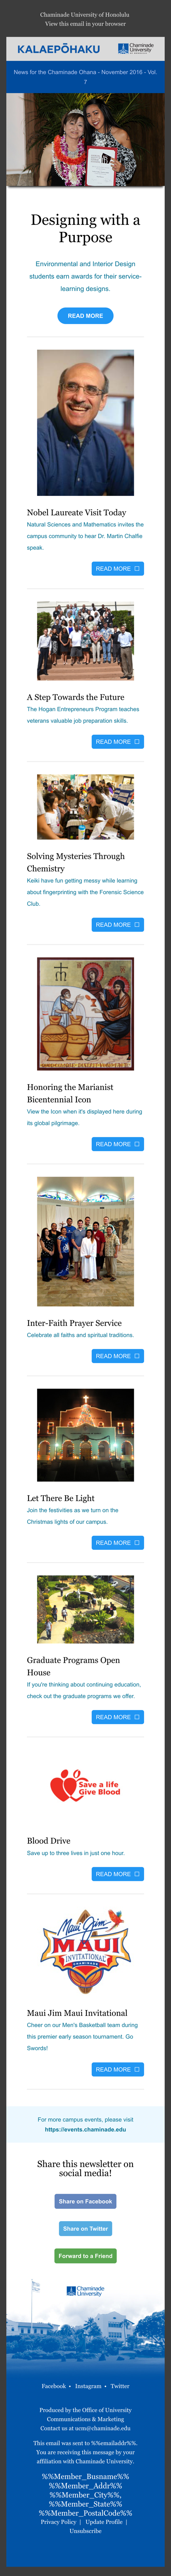 Chaminade University of Honolulu
View this email in your browser
KALAEPŌHAKU
Chaminade
University
News for the Chaminade Ohana - November 2016 - Vol.
7
Designing with a
Purpose
Environmental and Interior Design
students earn awards for their service-
learning designs.
READ MORE
Nobel Laureate Visit Today
Natural Sciences and Mathematics invites the
campus community to hear Dr. Martin Chalfie
speak.
READ MORE
A Step Towards the Future
The Hogan Entrepreneurs Program teaches
veterans valuable job preparation skills.
READ MORE
Solving Mysteries Through
Chemistry
Keiki have fun getting messy while learning
about fingerprinting with the Forensic Science
Club.
READ MORE
Honoring the Marianist
Bicentennial Icon
View the Icon when it's displayed here during
its global pilgrimage.
READ MORE
Inter-Faith Prayer Service
Celebrate all faiths and spiritual traditions.
READ MORE
Let There Be Light
Join the festivities as we turn on the
Christmas lights of our campus.
READ MORE
Graduate Programs Open
House
If you're thinking about continuing education,
check out the graduate programs we offer.
READ MORE
Save a life
Give Blood
Blood Drive
Save up to three lives in just one hour.
READ MORE
Maui Jim
MAUI
INVITATIONAL
Maui Jim Maui Invitational
Cheer on our Men's Basketball team during
this premier early season tournament. Go
Swords!
READ MORE
For more campus events, please visit
https://events.chaminade.edu
Share this newsletter on
social media!
Share on Facebook
Share on Twitter
Forward to a Friend
Chaminade
University
Facebook • Instagram • Twitter
Produced by the Office of University
Communications & Marketing
Contact us at ucm@chaminade.edu
This email was sent to %%emailaddr%%.
You are receiving this message by your
affiliation with Chaminade University.
%%Member_Busname%%
%%Member_Addr%%
%%Member_City%%,
%%Member_State%%
%%Member_PostalCode%%
Privacy Policy | Update Profile |
Unsubscribe